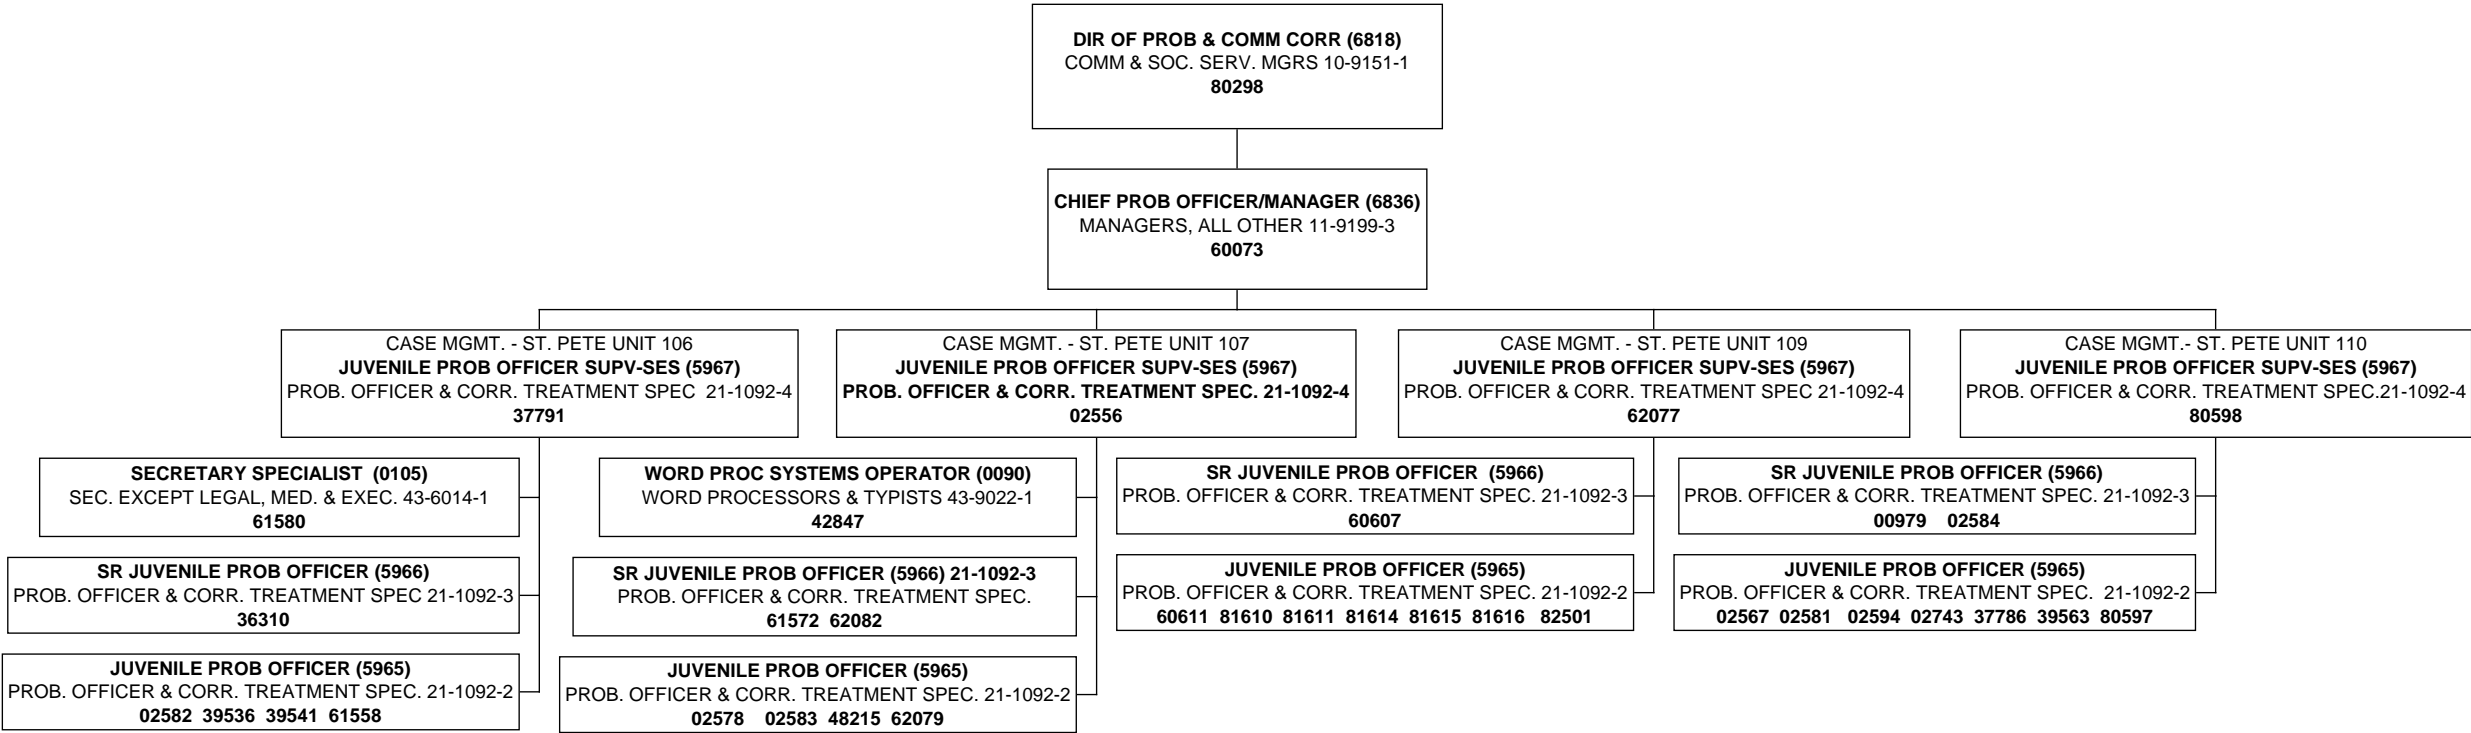 DIR OF PROB & COMM CORR (6818)
COMM & SOC. SERV. MGRS 10-9151-1
80298
CHIEF PROB OFFICER/MANAGER (6836)
MANAGERS, ALL OTHER 11-9199-3
60073
CASE MGMT. - ST. PETE UNIT 106
JUVENILE PROB OFFICER SUPV-SES (5967)
PROB. OFFICER & CORR. TREATMENT SPEC 21-1092-4
37791
SECRETARY SPECIALIST (0105)
SEC. EXCEPT LEGAL, MED. & EXEC. 43-6014-1
61580
SR JUVENILE PROB OFFICER (5966)
PROB. OFFICER & CORR. TREATMENT SPEC 21-1092-3
36310
JUVENILE PROB OFFICER (5965)
PROB. OFFICER & CORR. TREATMENT SPEC. 21-1092-2
02582 39536 39541 61558
CASE MGMT. - ST. PETE UNIT 107
JUVENILE PROB OFFICER SUPV-SES (5967)
PROB. OFFICER & CORR. TREATMENT SPEC. 21-1092-4
02556
WORD PROC SYSTEMS OPERATOR (0090)
WORD PROCESSORS & TYPISTS 43-9022-1
42847
SR JUVENILE PROB OFFICER (5966) 21-1092-3
PROB. OFFICER & CORR. TREATMENT SPEC.
61572 62082
JUVENILE PROB OFFICER (5965)
PROB. OFFICER & CORR. TREATMENT SPEC. 21-1092-2
02578 02583 48215 62079
CASE MGMT. - ST. PETE UNIT 109
JUVENILE PROB OFFICER SUPV-SES (5967)
PROB. OFFICER & CORR. TREATMENT SPEC 21-1092-4
62077
SR JUVENILE PROB OFFICER (5966)
PROB. OFFICER & CORR. TREATMENT SPEC. 21-1092-3
60607
JUVENILE PROB OFFICER (5965)
PROB. OFFICER & CORR. TREATMENT SPEC. 21-1092-2
60611 81610 81611 81614 81615 81616 82501
CASE MGMT.- ST. PETE UNIT 110
JUVENILE PROB OFFICER SUPV-SES (5967)
PROB. OFFICER & CORR. TREATMENT SPEC.21-1092-4
80598
SR JUVENILE PROB OFFICER (5966)
PROB. OFFICER & CORR. TREATMENT SPEC. 21-1092-3
00979 02584
JUVENILE PROB OFFICER (5965)
PROB. OFFICER & CORR. TREATMENT SPEC. 21-1092-2
02567 02581 02594 02743 37786 39563 80597